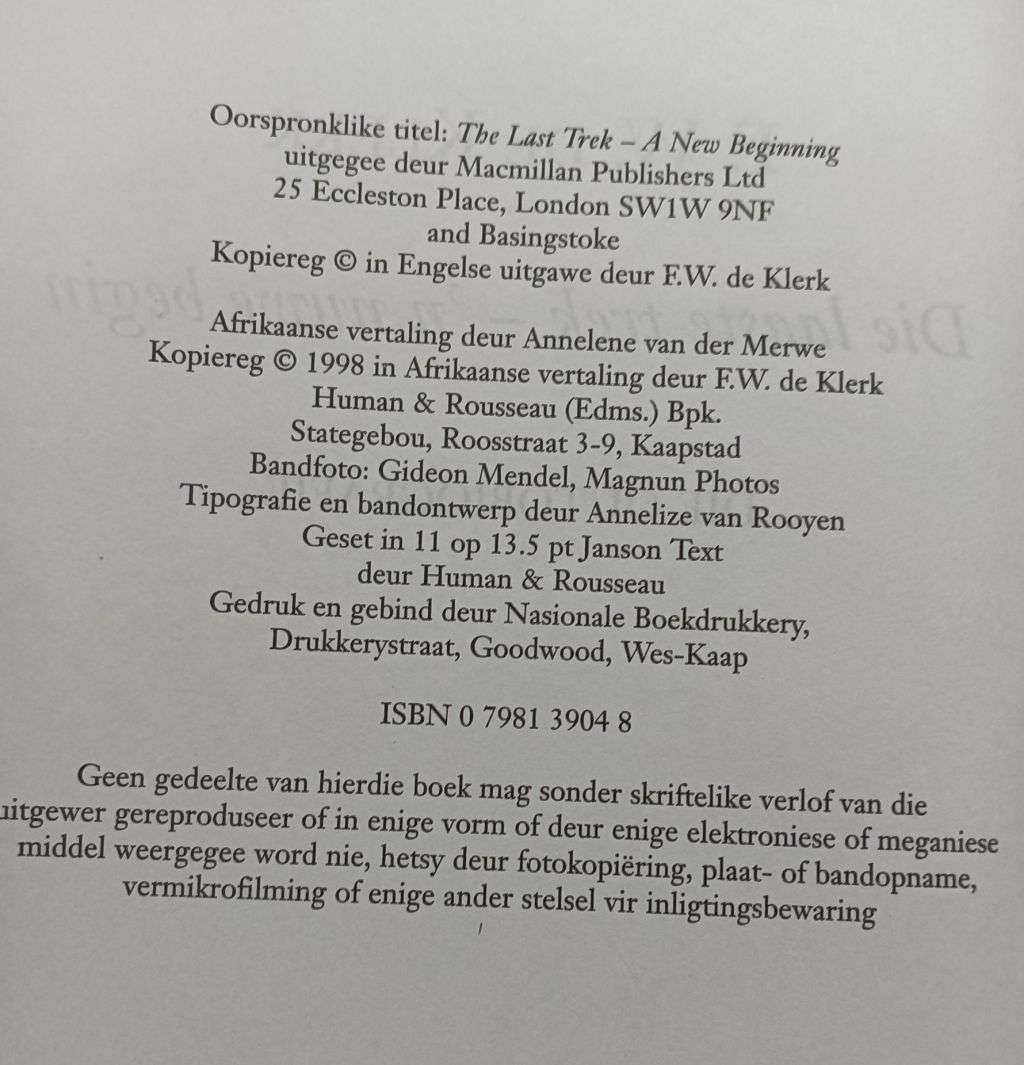 Oorspronklike titel: The Last Trek – A New Beginning
uitgegee deur Macmillan Publishers Ltd
25 Eccleston Place, London SW1W 9NF
and Basingstoke
Kopiereg © in Engelse uitgawe deur F.W. de Klerk
Afrikaanse vertaling deur Annelene van der Merwe
Kopiereg © 1998 in Afrikaanse vertaling deur F.W. de Klerk
Human & Rousseau (Edms.) Bpk.
Stategebou, Roosstraat 3-9, Kaapstad
Bandfoto: Gideon Mendel, Magnun Photos
Tipografie en bandontwerp deur Annelize van Rooyen
Geset in 11 op 13.5 pt Janson Text
deur Human & Rousseau
Gedruk en gebind deur Nasionale Boekdrukkery,
Drukkerystraat, Goodwood, Wes-Kaap
ISBN 0 7981 3904 8
Geen gedeelte van hierdie boek mag sonder skriftelike verlof van die
uitgewer gereproduseer of in enige vorm of deur enige elektroniese of meganiese
middel weergegee word nie, hetsy deur fotokopiëring, plaat- of bandopname,
vermikrofilming of enige ander stelsel vir inligtingsbewaring